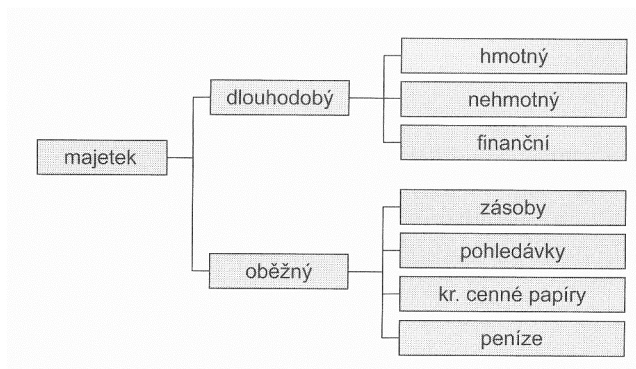 majetek
dlouhodobý
hmotný
nehmotný
finanční
oběžný
zásoby
pohledávky
kr. cenné papíry
peníze